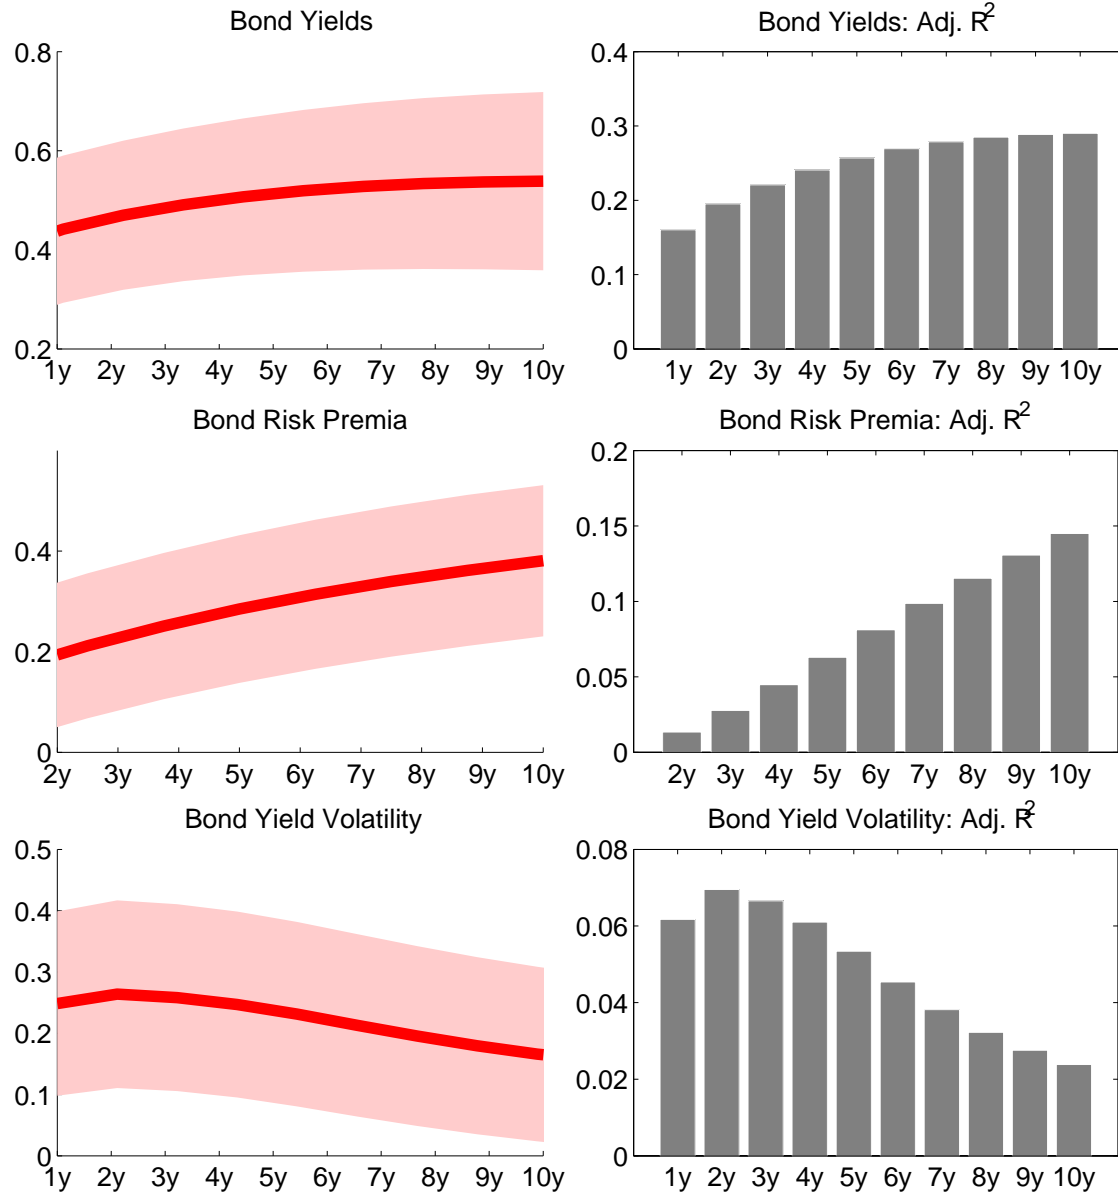 Bond Yields
0.8
0.6
0.4
0.2
1y 2y 3y 4y 5y 6y 7y 8y 9y 10y
Bond Yields: Adj. R²
0.4
0.3
0.2
0.1
0
1y 2y 3y 4y 5y 6y 7y 8y 9y 10y
Bond Risk Premia
0.4
0.2
0
2y 3y 4y 5y 6y 7y 8y 9y 10y
Bond Risk Premia: Adj. R²
0.2
0.15
0.1
0.05
0
2y 3y 4y 5y 6y 7y 8y 9y 10y
Bond Yield Volatility
0.5
0.4
0.3
0.2
0.1
0
1y 2y 3y 4y 5y 6y 7y 8y 9y 10y
Bond Yield Volatility: Adj. R²
0.08
0.06
0.04
0.02
0
1y 2y 3y 4y 5y 6y 7y 8y 9y 10y